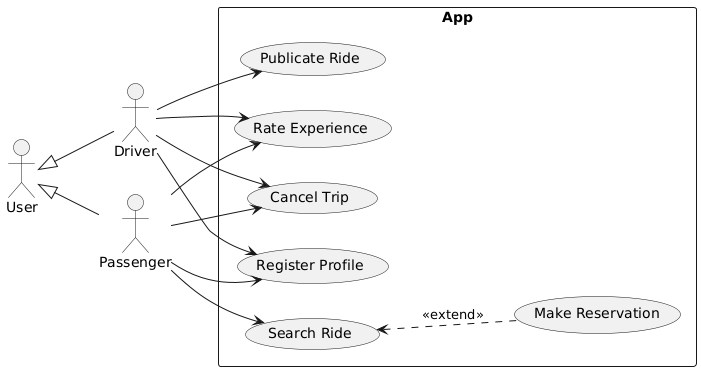 App
Publicate Ride
Driver
Rate Experience
User
Cancel Trip
Passenger
Register Profile
Search Ride
«extend»
Make Reservation